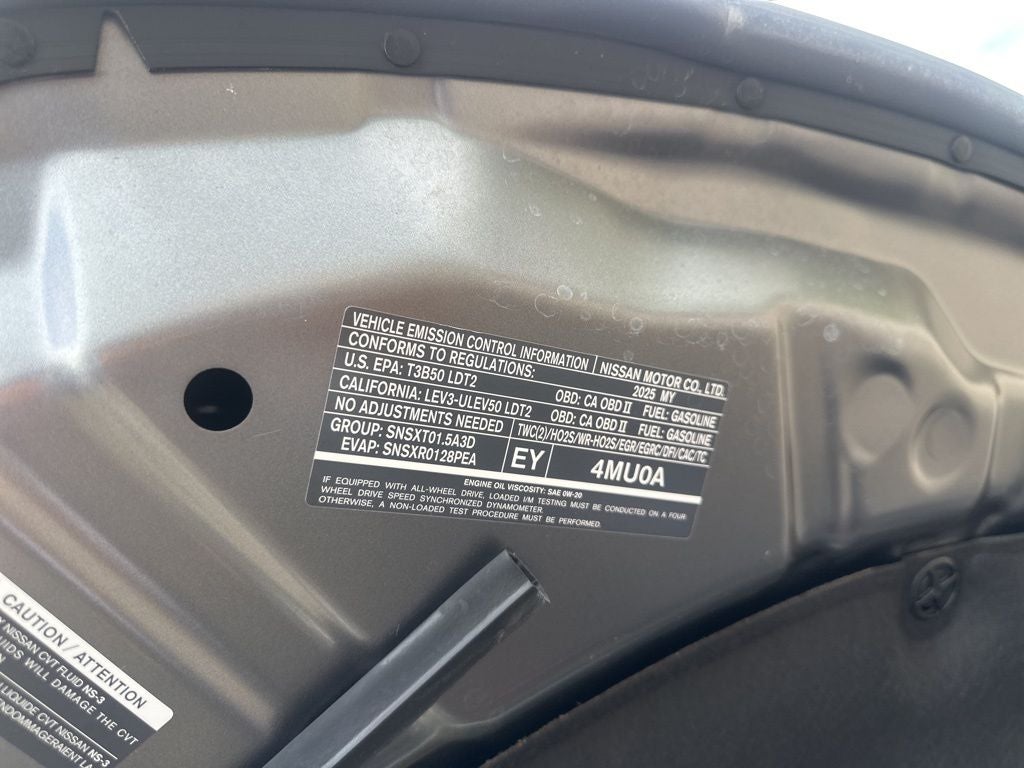 VEHICLE EMISSION CONTROL INFORMATION NISSAN MOTOR CO., LTD.
CONFORMS TO REGULATIONS: 2025 MY
U.S. EPA: T3B50 LDT2 OBD: CA OBD II FUEL: GASOLINE
CALIFORNIA: LEV3-ULEV50 LDT2 OBD: CA OBD II FUEL: GASOLINE
NO ADJUSTMENTS NEEDED TWC(2)/HO2S/WR-HO2S/EGR/EGRC/DFI/CAC/TC
GROUP: SNSXT01.5A3D
EVAP: SNSXR0128PEA
EY 4MU0A
ENGINE OIL VISCOSITY: SAE 0W-20
IF EQUIPPED WITH ALL-WHEEL DRIVE, LOADED I/M TESTING MUST BE CONDUCTED ON A FOUR-
WHEEL DRIVE SPEED SYNCHRONIZED DYNAMOMETER.
OTHERWISE, A NON-LOADED TEST PROCEDURE MUST BE PERFORMED.
CAUTION / ATTENTION
NISSAN CVT FLUID NS-3
WILL DAMAGE THE CVT
LIQUIDE CVT NISSAN NS-3